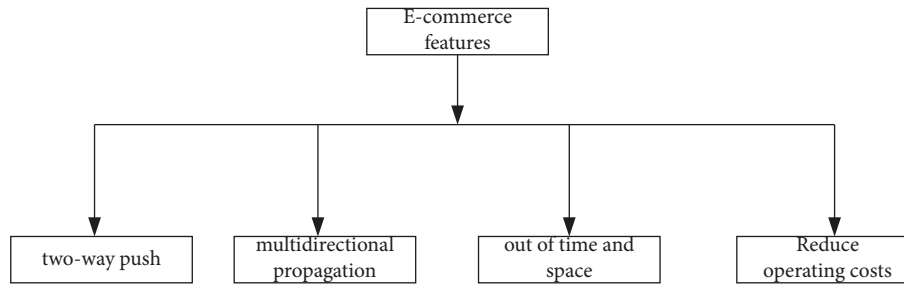 E-commerce
features
two-way push
multidirectional
propagation
out of time and
space
Reduce
operating costs